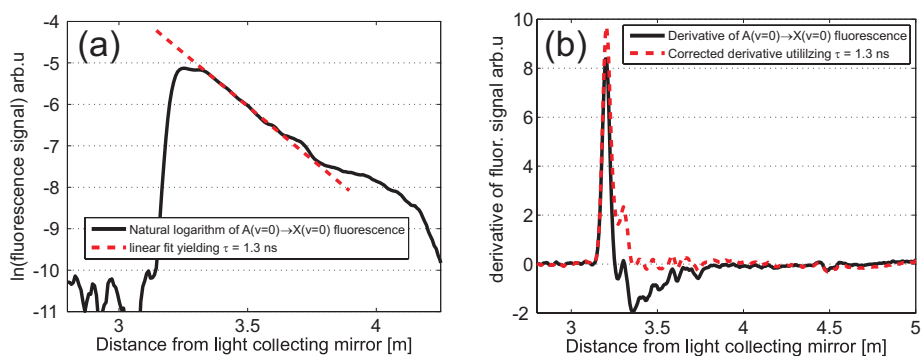 (a)
ln(fluorescence signal) arb.u
-4
-5
-6
-7
-8
-9
-10
-11
Natural logarithm of A(v=0)→X(v=0) fluorescence
linear fit yielding τ = 1.3 ns
3
3.5
4
Distance from light collecting mirror [m]
(b)
derivative of fluor. signal arb.u
10
8
6
4
2
0
-2
Derivative of A(v=0)→X(v=0) fluorescence
Corrected derivative utililzing τ = 1.3 ns
3
3.5
4
4.5
5
Distance from light collecting mirror [m]